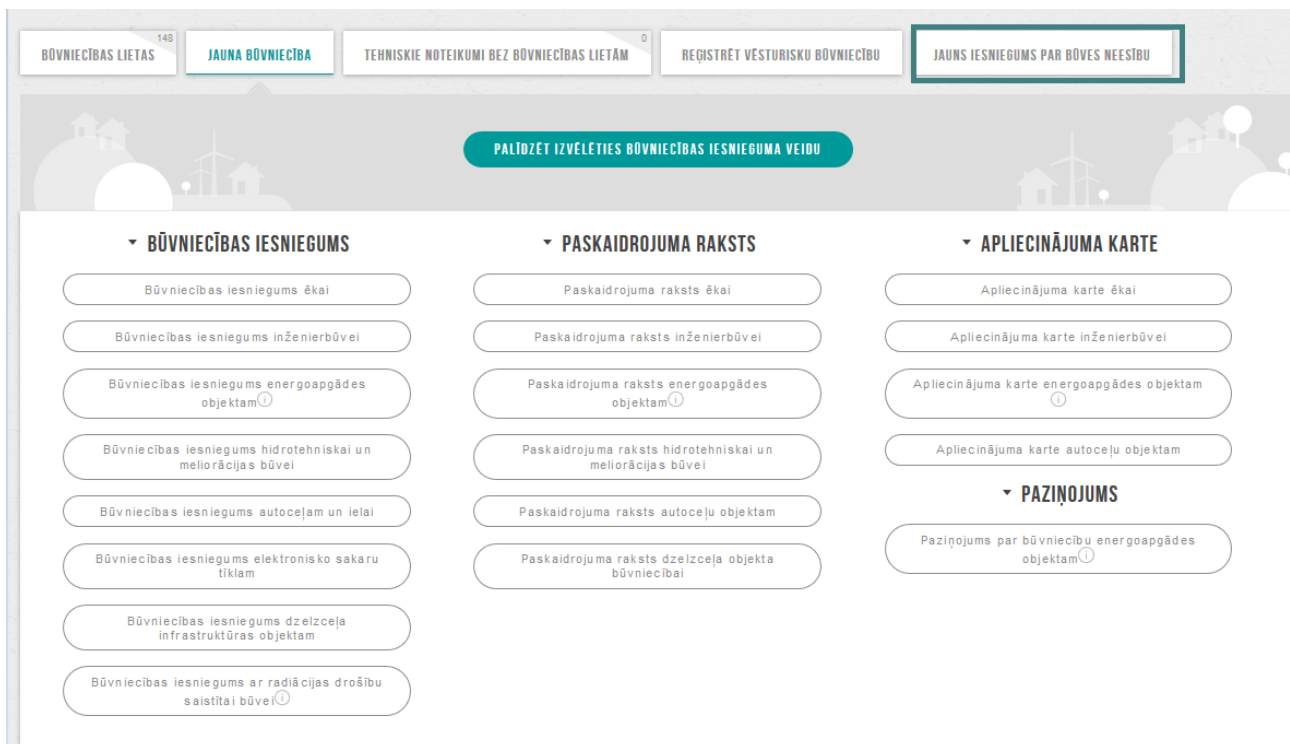 BŪVNIECĪBAS LIETAS
148
JAUNA BŪVNIECĪBA
TEHNISKIE NOTEIKUMI BEZ BŪVNIECĪBAS LIETĀM
0
REĢISTRĒT VĒSTURISKU BŪVNIECĪBU
JAUNS IESNIEGUMS PAR BŪVES NEESĪBU
PALĪDZĒT IZVĒLĒTIES BŪVNIECĪBAS IESNIEGUMA VEIDU
BŪVNIECĪBAS IESNIEGUMS
Būvniecības iesniegums ēkai
Būvniecības iesniegums inženierbūvei
Būvniecības iesniegums energoapgādes
objektam
Būvniecības iesniegums hidrotehniskai un
meliorācijas būvei
Būvniecības iesniegums autoceļam un ielai
Būvniecības iesniegums elektronisko sakaru
tīklam
Būvniecības iesniegums dzelzceļa
infrastruktūras objektam
Būvniecības iesniegums ar radiācijas drošību
saistītai būvei
PASKAIDROJUMA RAKSTS
Paskaidrojuma raksts ēkai
Paskaidrojuma raksts inženierbūvei
Paskaidrojuma raksts energoapgādes
objektam
Paskaidrojuma raksts hidrotehniskai un
meliorācijas būvei
Paskaidrojuma raksts autoceļu objektam
Paskaidrojuma raksts dzelzceļa objekta
būvniecībai
APLIECINĀJUMA KARTE
Apliecinājuma karte ēkai
Apliecinājuma karte inženierbūvei
Apliecinājuma karte energoapgādes objektam
Apliecinājuma karte autoceļu objektam
PAZIŅOJUMS
Paziņojums par būvniecību energoapgādes
objektam